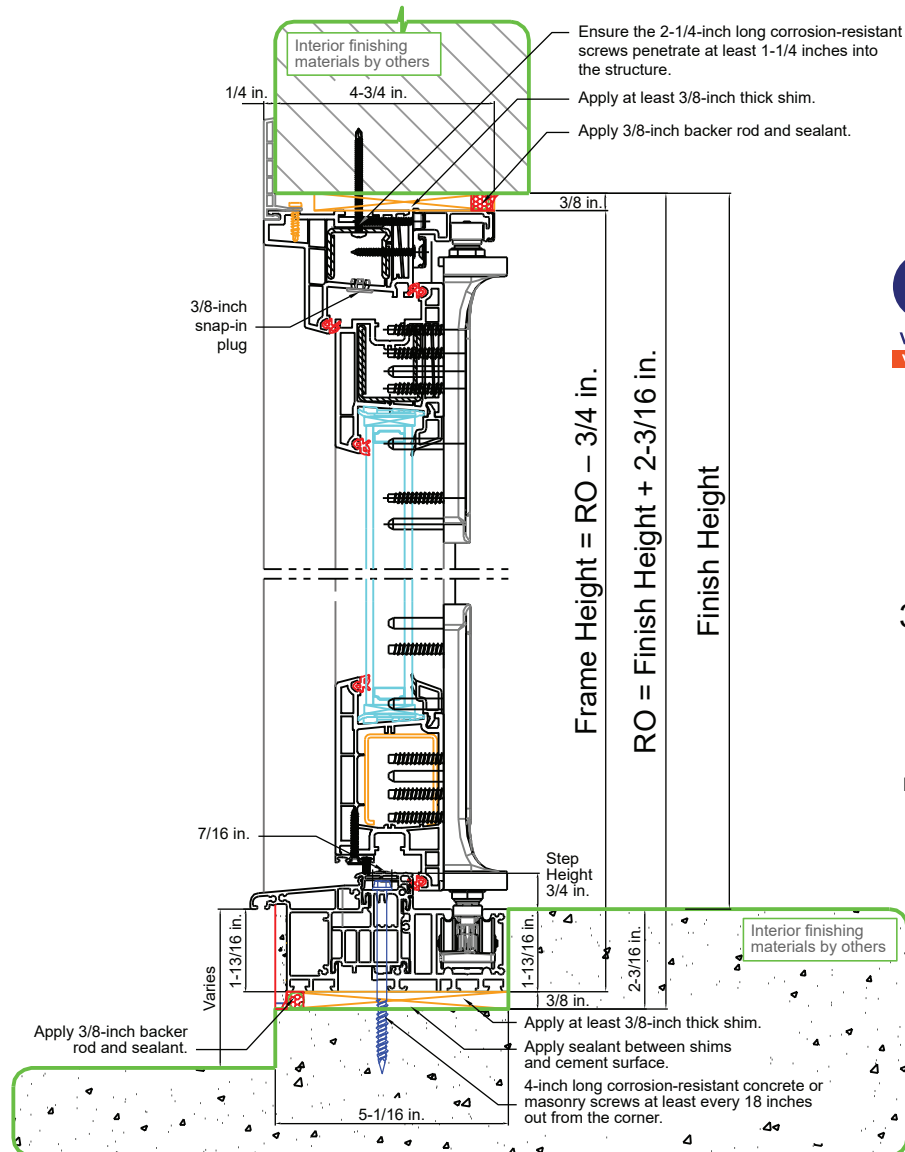 Interior finishing
materials by others
Ensure the 2-1/4-inch long corrosion-resistant
screws penetrate at least 1-1/4 inches into
the structure.
1/4 in.
4-3/4 in.
Apply at least 3/8-inch thick shim.
Apply 3/8-inch backer rod and sealant.
3/8 in.
3/8-inch
snap-in
plug
Frame Height = RO – 3/4 in.
RO = Finish Height + 2-3/16 in.
Finish Height
7/16 in.
Step
Height
3/4 in.
Varies
1-13/16 in.
1-13/16 in.
2-3/16 in.
Interior finishing
materials by others
3/8 in.
Apply 3/8-inch backer
rod and sealant.
Apply at least 3/8-inch thick shim.
Apply sealant between shims
and cement surface.
4-inch long corrosion-resistant concrete or
masonry screws at least every 18 inches
out from the corner.
5-1/16 in.